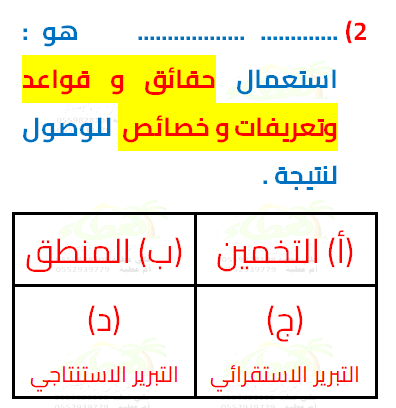 2) ............. .................. هو :
استعمال حقائق و قواعد
وتعريفات و خصائص للوصول
لنتيجة .
(أ) التخمين
(ب) المنطق
(ج)
التبرير الاستقرائي
(د)
التبرير الاستنتاجي